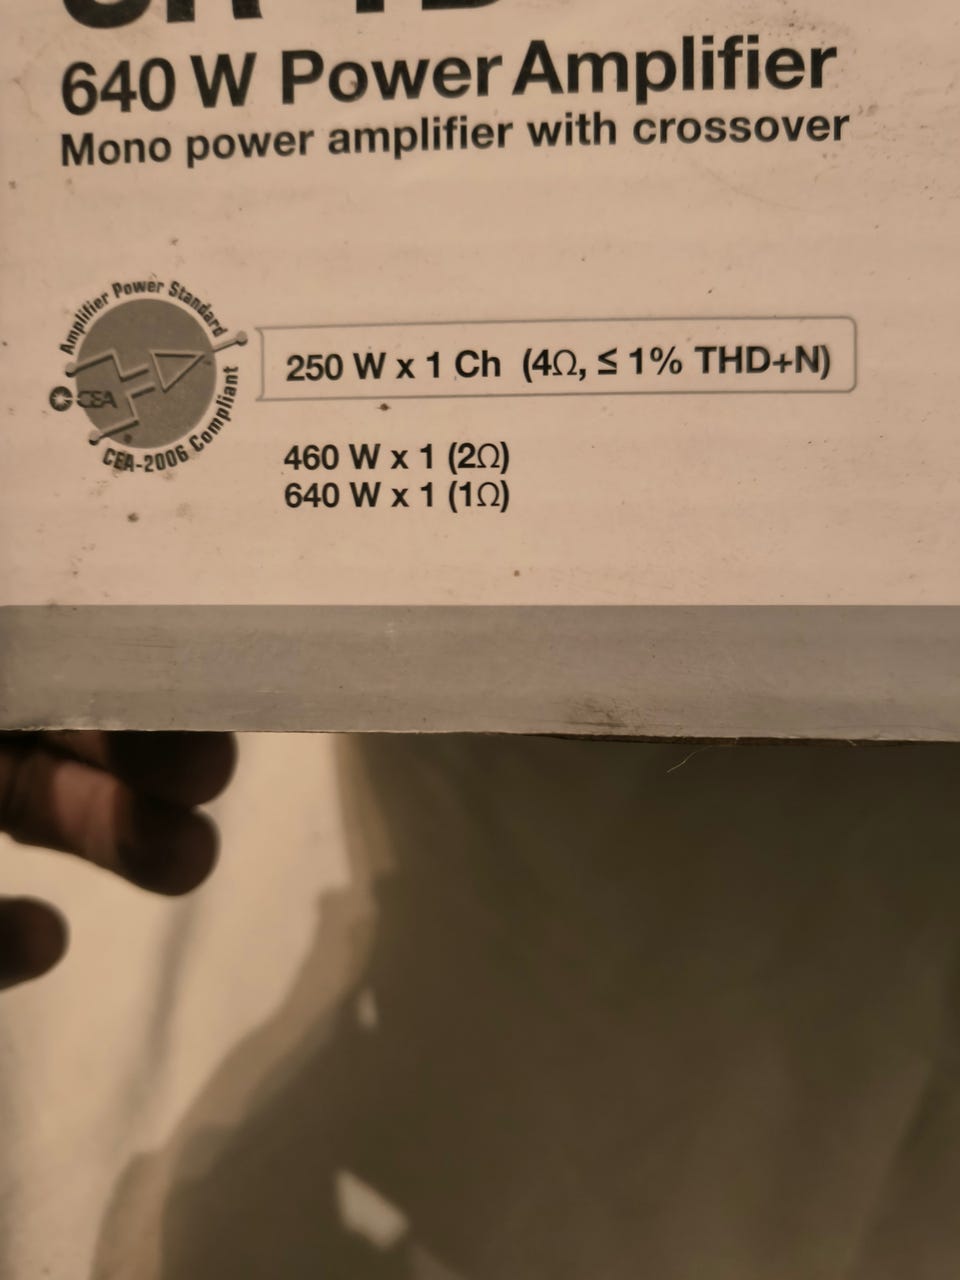 640 W Power Amplifier
Mono power amplifier with crossover
Amplifier Power Standard
CEA
CEA-2006 Compliant
250 W x 1 Ch (4Ω, ≤ 1% THD+N)
460 W x 1 (2Ω)
640 W x 1 (1Ω)